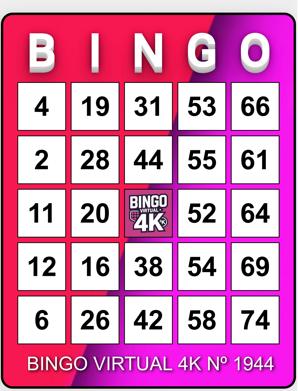 B I N G O
4 19 31 53 66
2 28 44 55 61
11 20 BINGO VIRTUAL 4K 52 64
12 16 38 54 69
6 26 42 58 74
BINGO VIRTUAL 4K Nº 1944